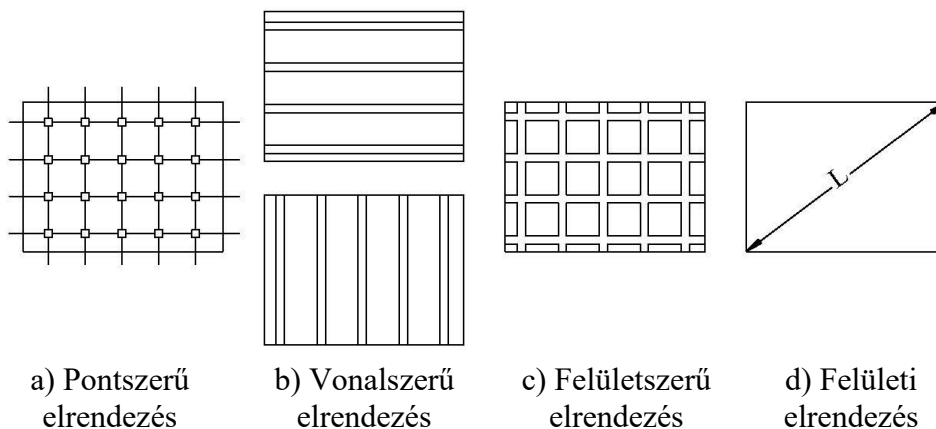 L
a) Pontszerű
elrendezés
b) Vonalszerű
elrendezés
c) Felületszerű
elrendezés
d) Felületi
elrendezés